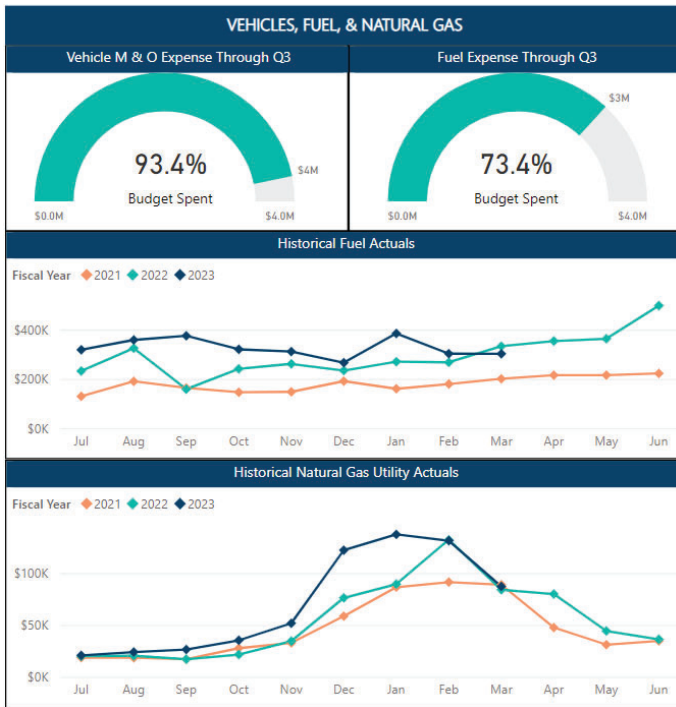 VEHICLES, FUEL, & NATURAL GAS
Vehicle M & O Expense Through Q3
93.4%
Budget Spent
$4M
$0.0M
$4.0M
Fuel Expense Through Q3
$3M
73.4%
Budget Spent
$0.0M
$4.0M
Historical Fuel Actuals
Fiscal Year 2021 2022 2023
$400K
$200K
$0K
Jul Aug Sep Oct Nov Dec Jan Feb Mar Apr May Jun
Historical Natural Gas Utility Actuals
Fiscal Year 2021 2022 2023
$100K
$50K
$0K
Jul Aug Sep Oct Nov Dec Jan Feb Mar Apr May Jun